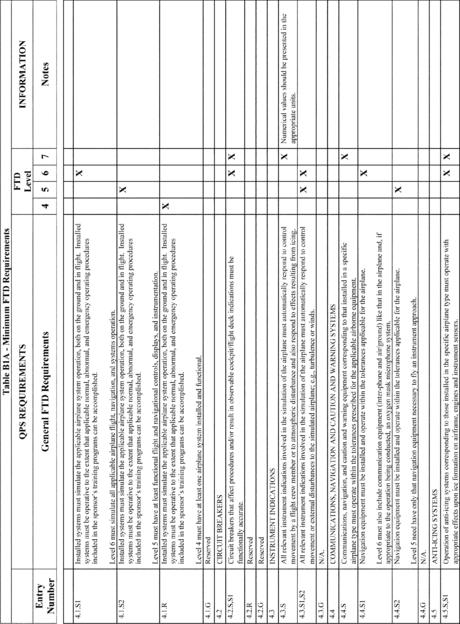 Table B1A - Minimum FTD Requirements
QPS REQUIREMENTS
FTD
Level
INFORMATION
Entry
Number
General FTD Requirements
4 5 6 7
Notes
4.1.S1
Installed systems must simulate the applicable airplane system operation, both on the ground and in flight. Installed
systems must be operative to the extent that applicable normal, abnormal, and emergency operating procedures
included in the sponsor's training programs can be accomplished.
Level 6 must simulate all applicable airplane flight, navigation, and systems operation.
X
4.1.S2
Installed systems must simulate the applicable airplane system operation, both on the ground and in flight. Installed
systems must be operative to the extent that applicable normal, abnormal, and emergency operating procedures
included in the sponsor's training programs can be accomplished.
Level 5 must have at least functional flight and navigational controls, displays, and instrumentation.
X
4.1.R
Installed systems must simulate the applicable airplane system operation, both on the ground and in flight. Installed
systems must be operative to the extent that applicable normal, abnormal, and emergency operating procedures
included in the sponsor's training programs can be accomplished.
Level 4 must have at least one airplane system installed and functional.
X
4.1.G
Reserved
4.2
CIRCUIT BREAKERS
4.2.S,S1
Circuit breakers that affect procedures and/or result in observable cockpit/flight deck indications must be
functionally accurate.
X X
4.2.R
Reserved
4.2.G
Reserved
4.3
INSTRUMENT INDICATIONS
4.3.S
All relevant instrument indications involved in the simulation of the airplane must automatically respond to control
movement by a flight crew member or to atmospheric disturbance and also respond to effects resulting from icing.
X
Numerical values should be presented in the
appropriate units.
4.3.S1,S2
All relevant instrument indications involved in the simulation of the airplane must automatically respond to control
movement or external disturbances to the simulated airplane; e.g., turbulence or winds.
X X
4.3.G
N/A.
4.4
COMMUNICATIONS, NAVIGATION AND CAUTION AND WARNING SYSTEMS
4.4.S
Communications, navigation, and caution and warning equipment corresponding to that installed in a specific
airplane type must operate within the tolerances prescribed for the applicable airborne equipment.
X
4.4.S1
Navigation equipment must be installed and operate within the tolerances applicable for the airplane.
Level 6 must also include communication equipment (interphone and air/ground) like that in the airplane and, if
appropriate to the operation being conducted, an oxygen mask microphone system.
X
4.4.S2
Navigation equipment must be installed and operate within the tolerances applicable for the airplane.
Level 5 need have only that navigation equipment necessary to fly an instrument approach.
X
4.4.G
N/A.
4.5
ANTI-ICING SYSTEMS
4.5.S,S1
Operation of anti-icing systems corresponding to those installed in the specific airplane type must operate with
appropriate effects upon ice formation on airframe, engines and instrument sensors.
X X